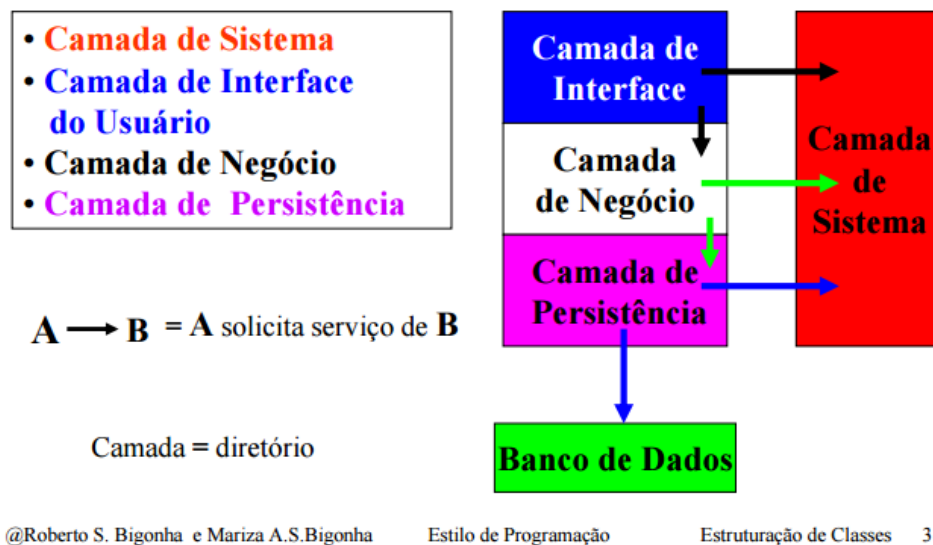 • Camada de Sistema
• Camada de Interface
do Usuário
• Camada de Negócio
• Camada de Persistência
A → B = A solicita serviço de B
Camada = diretório
Camada de
Interface
Camada
de Negócio
Camada de
Persistência
Camada
de
Sistema
Banco de Dados
@Roberto S. Bigonha e Mariza A.S.Bigonha Estilo de Programação Estruturação de Classes 3